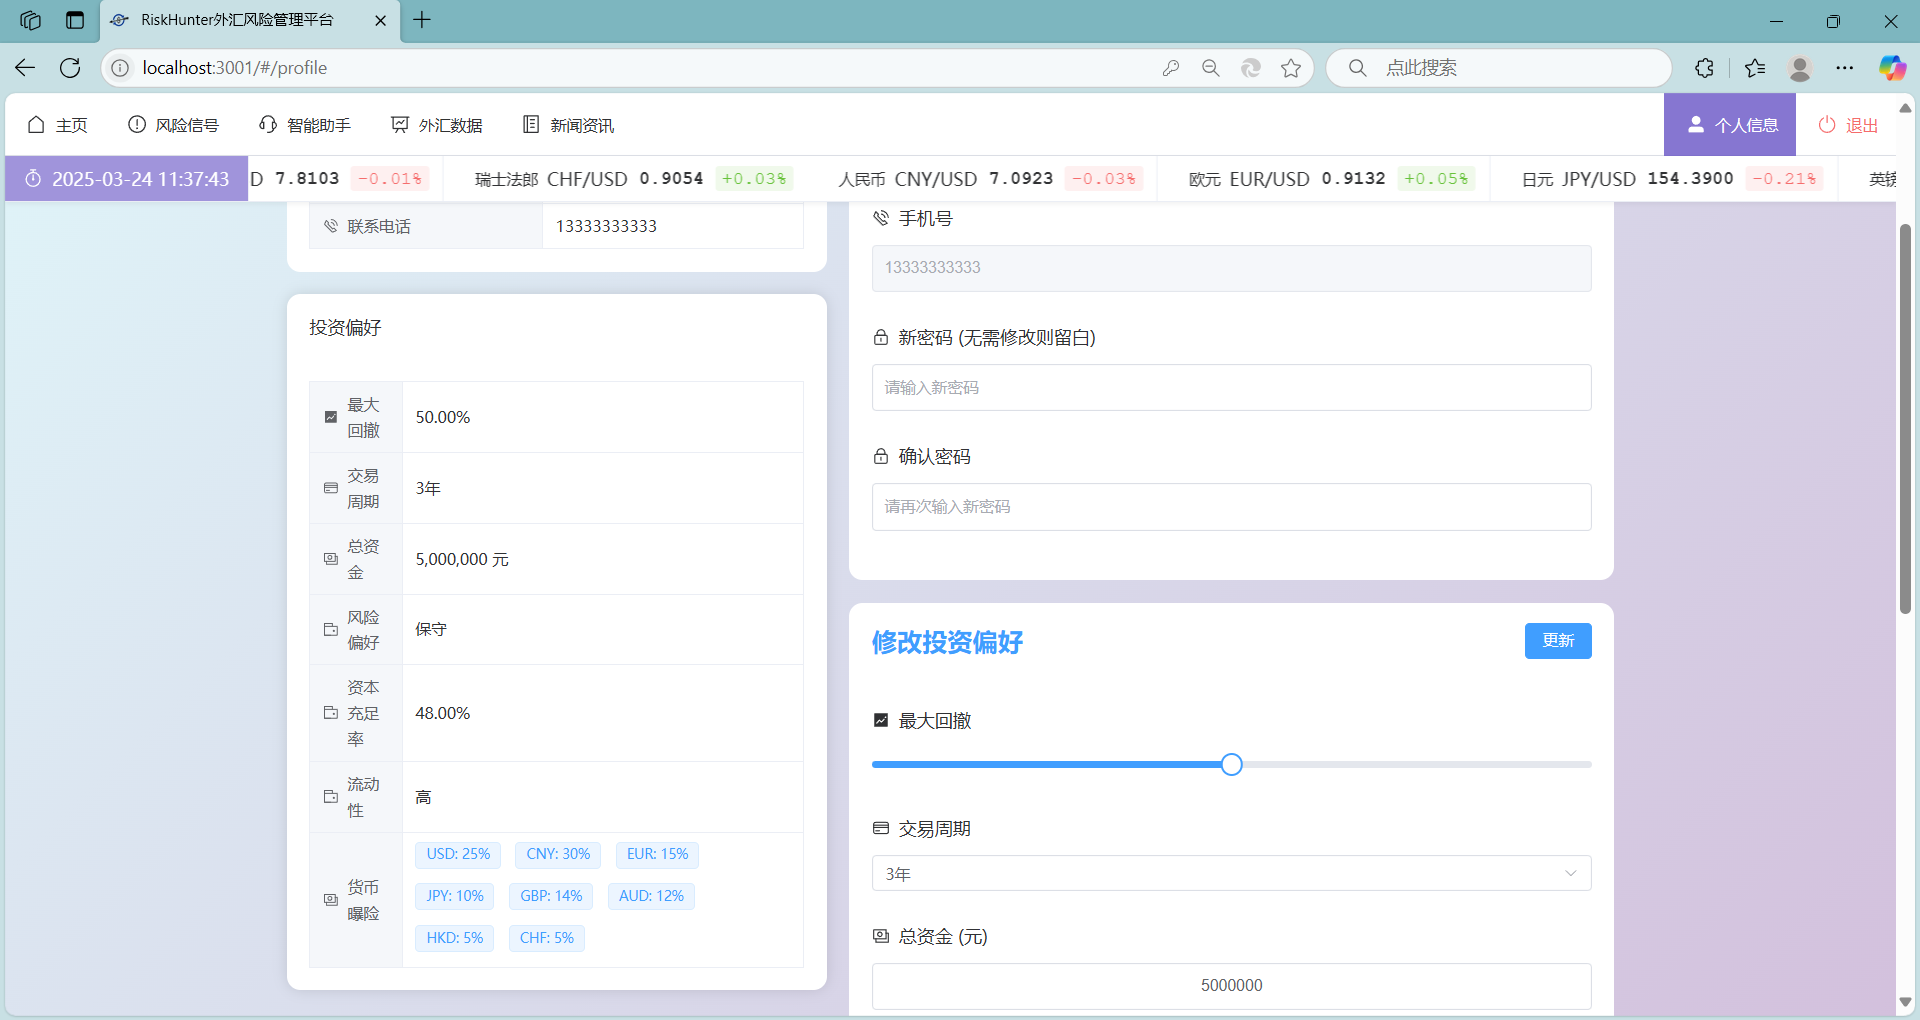 RiskHunter外汇风险管理平台
localhost:3001/#/profile
点此搜索
主页
风险信号
智能助手
外汇数据
新闻资讯
个人信息
退出
2025-03-24 11:37:43
D 7.8103 -0.01%
瑞士法郎 CHF/USD 0.9054 +0.03%
人民币 CNY/USD 7.0923 -0.03%
欧元 EUR/USD 0.9132 +0.05%
日元 JPY/USD 154.3900 -0.21%
英镑
联系电话
13333333333
投资偏好
最大
回撤
50.00%
交易
周期
3年
总资
金
5,000,000 元
风险
偏好
保守
资本
充足
率
48.00%
流动
性
高
货币
曝险
USD: 25%
CNY: 30%
EUR: 15%
JPY: 10%
GBP: 14%
AUD: 12%
HKD: 5%
CHF: 5%
手机号
13333333333
新密码 (无需修改则留白)
请输入新密码
确认密码
请再次输入新密码
修改投资偏好
更新
最大回撤
交易周期
3年
总资金 (元)
5000000